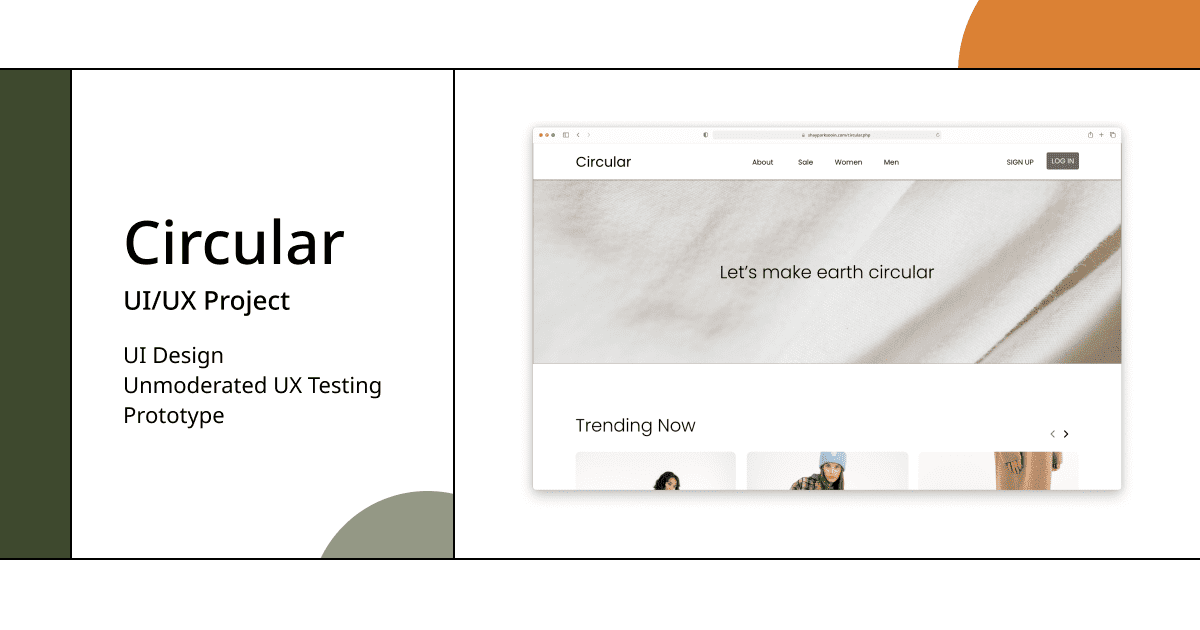 Circular
UI/UX Project
UI Design
Unmoderated UX Testing
Prototype
Circular
About
Sale
Women
Men
SIGN UP
LOG IN
Let's make earth circular
Trending Now